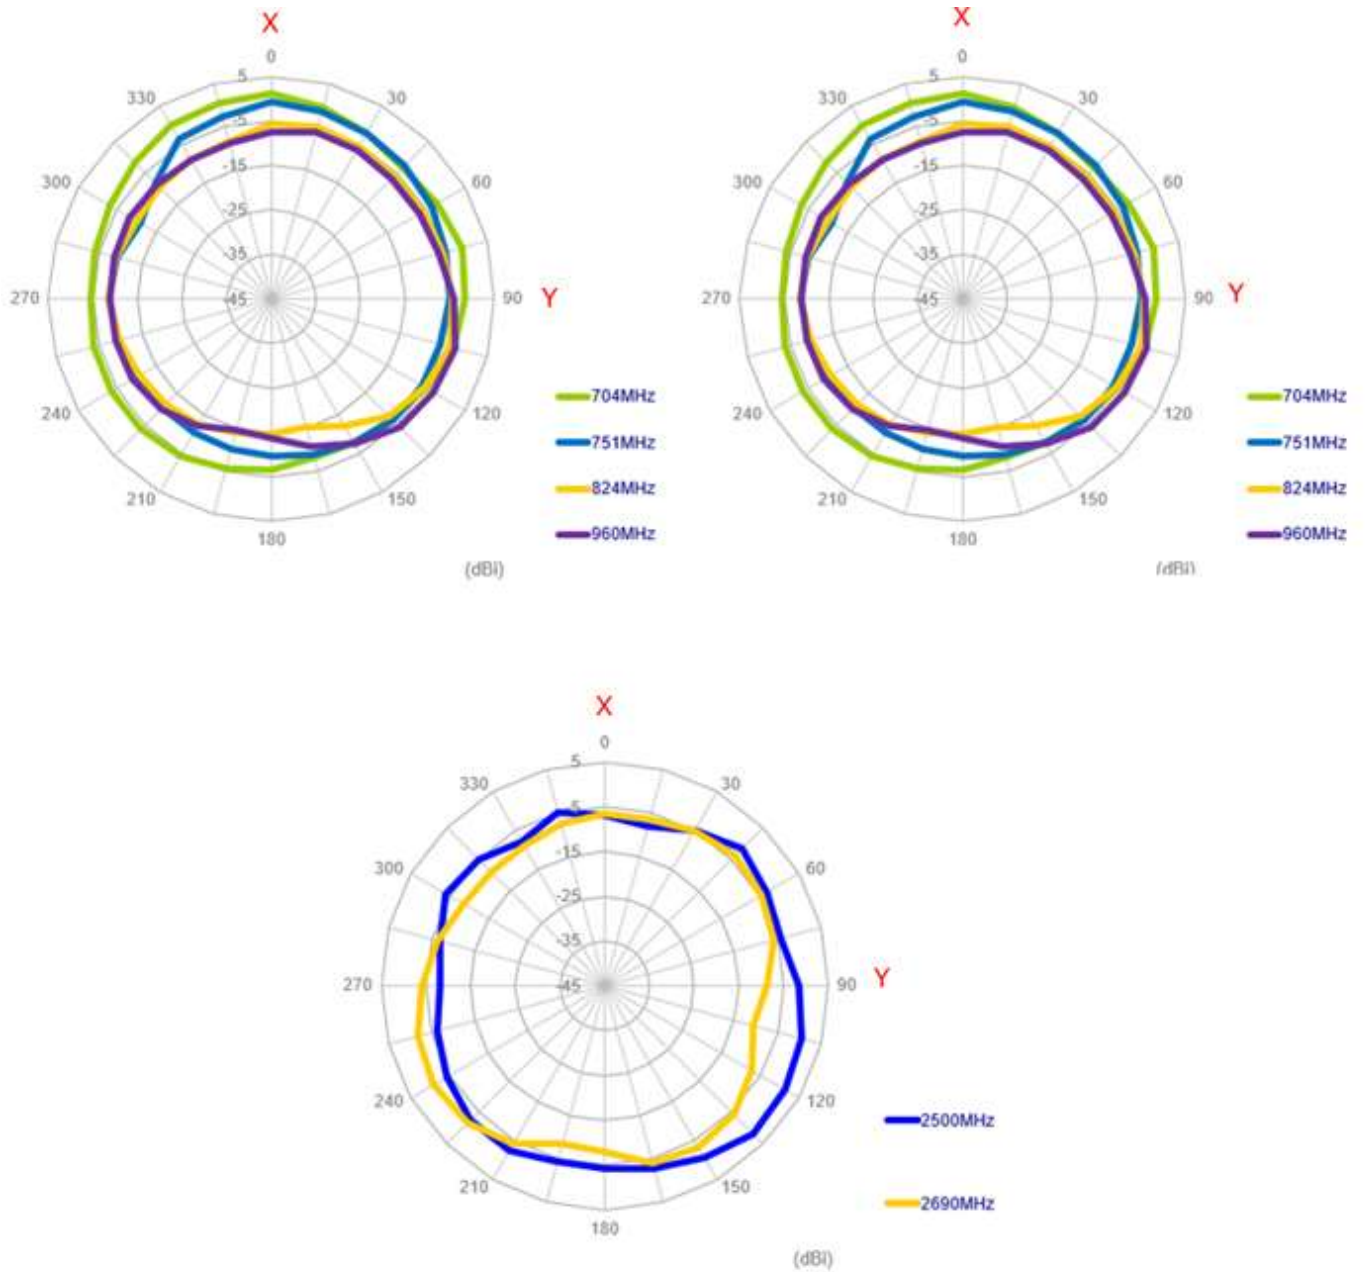 X X
0 0
5 5
330 30 330 30
-5 -5
-15 -15
300 60 300 60
-25 -25
-35 -35
270 -45 90 Y 270 -45 90 Y
704MHz 704MHz
240 120 240 120
751MHz 751MHz
824MHz 824MHz
210 150 210 150
960MHz 960MHz
180 180
(dBi) (dBi)
X
0
5
330 30
-5
-15
300 60
-25
-35
270 -45 90 Y
240 120
2500MHz
210 150
2690MHz
180
(dBi)